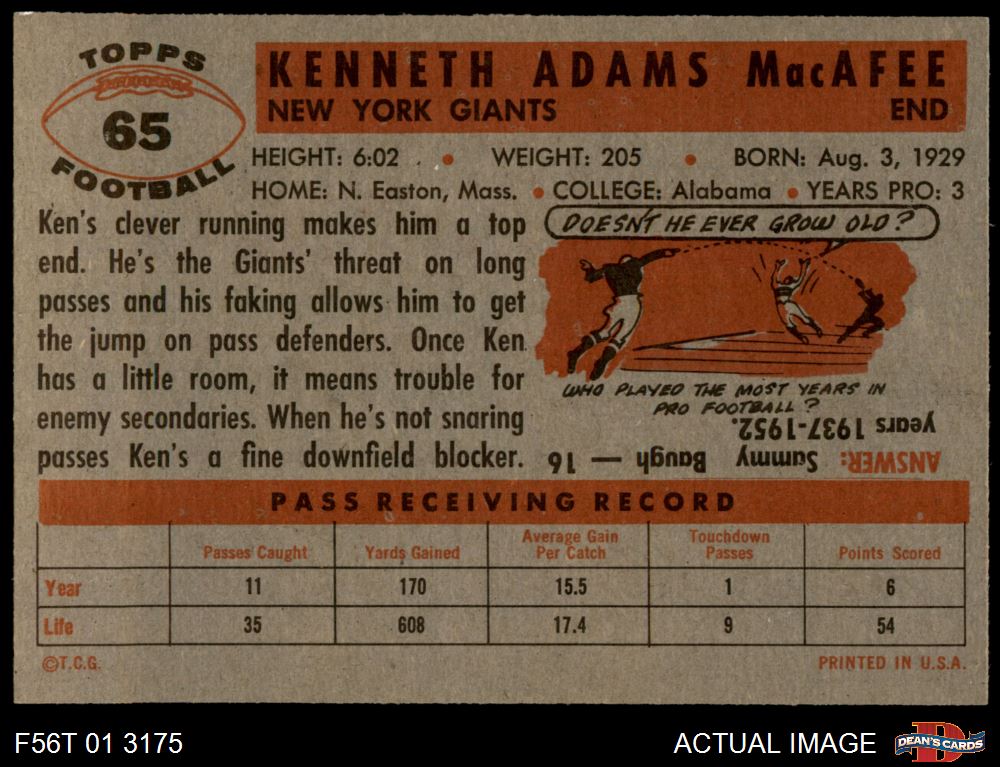 TOPPS
65
FOOTBALL
KENNETH ADAMS MacAFEE
NEW YORK GIANTS END
HEIGHT: 6:02 • WEIGHT: 205 • BORN: Aug. 3, 1929
HOME: N. Easton, Mass. • COLLEGE: Alabama • YEARS PRO: 3
Ken's clever running makes him a top
end. He's the Giants' threat on long
passes and his faking allows him to get
the jump on pass defenders. Once Ken
has a little room, it means trouble for
enemy secondaries. When he's not snaring
passes Ken's a fine downfield blocker.
DOESN'T HE EVER GROW OLD?
WHO PLAYED THE MOST YEARS IN
PRO FOOTBALL?
ANSWER: Sammy Baugh — 16
years 1937-1952.
PASS RECEIVING RECORD
Passes Caught Yards Gained Average Gain Per Catch Touchdown Passes Points Scored
Year 11 170 15.5 1 6
Life 35 608 17.4 9 54
©T.C.G. PRINTED IN U.S.A.
F56T 01 3175 ACTUAL IMAGE DEAN'S CARDS